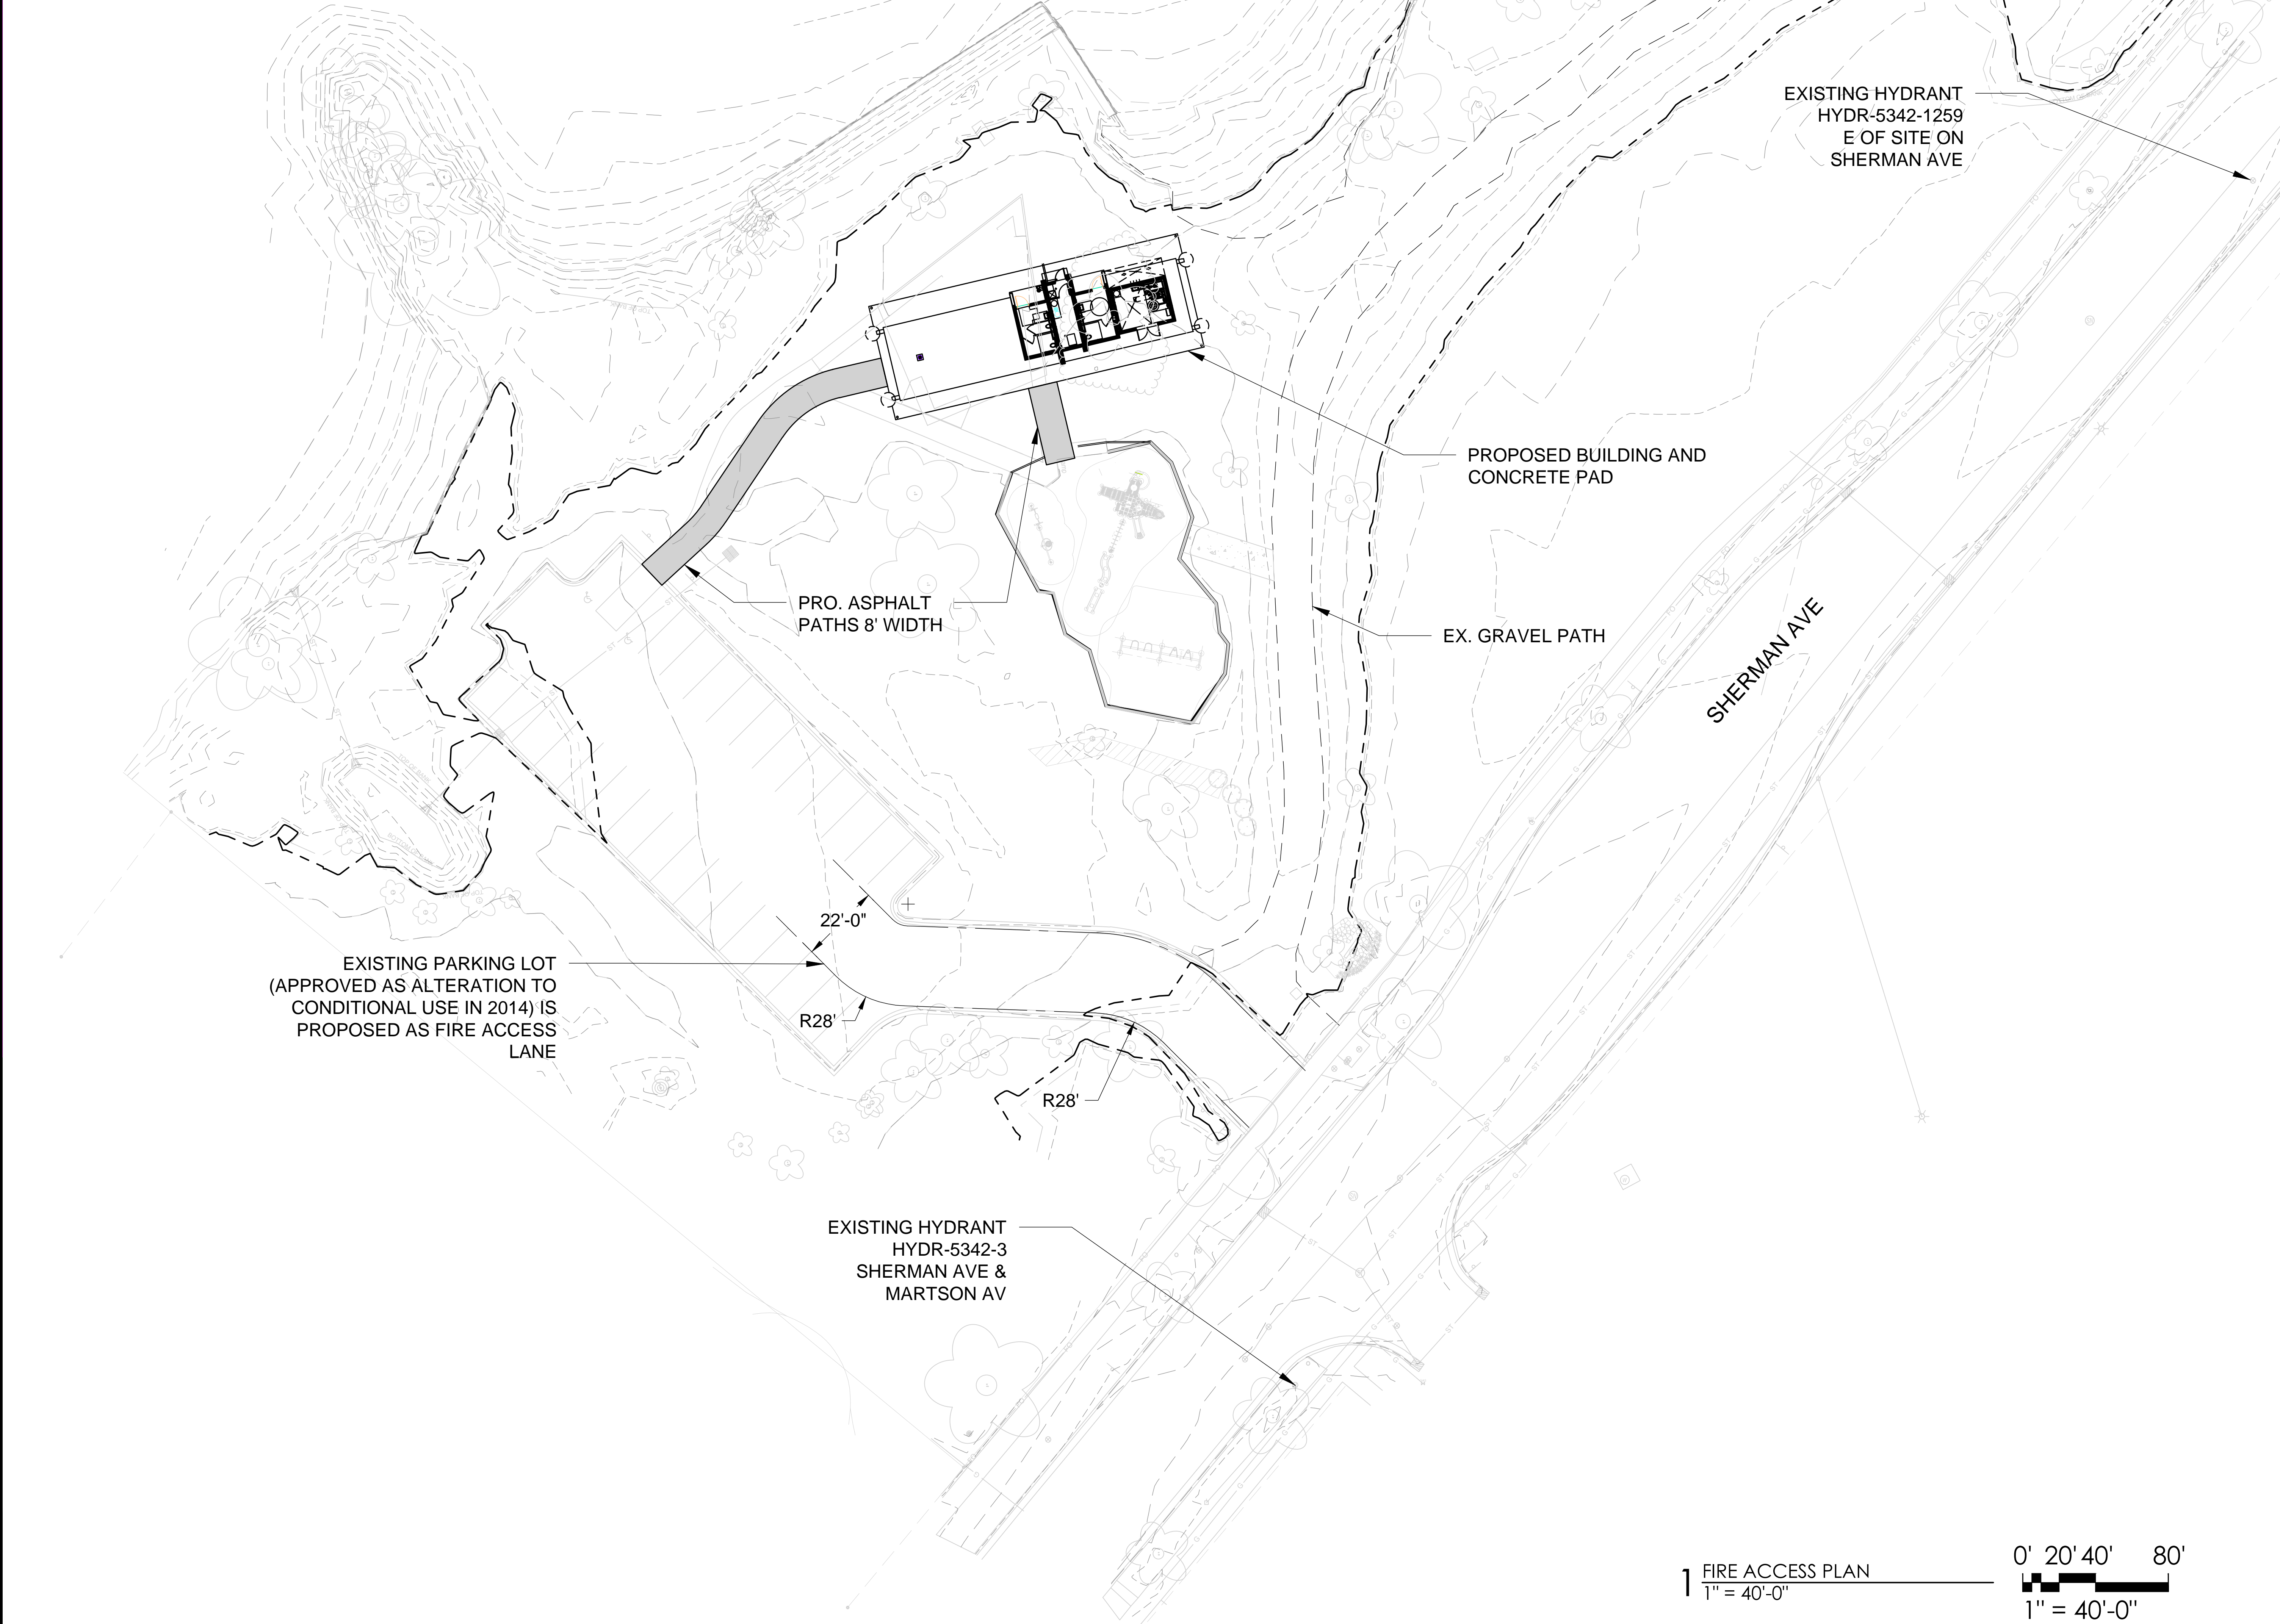 EXISTING HYDRANT
HYDR-5342-1259
E OF SITE ON
SHERMAN AVE
PROPOSED BUILDING AND
CONCRETE PAD
PRO. ASPHALT
PATHS 8' WIDTH
EX. GRAVEL PATH
SHERMAN AVE
22'-0"
EXISTING PARKING LOT
(APPROVED AS ALTERATION TO
CONDITIONAL USE IN 2014) IS
PROPOSED AS FIRE ACCESS
LANE
R28'
R28'
EXISTING HYDRANT
HYDR-5342-3
SHERMAN AVE &
MARTSON AV
1 FIRE ACCESS PLAN
1" = 40'-0"
0' 20' 40' 80'
1" = 40'-0"